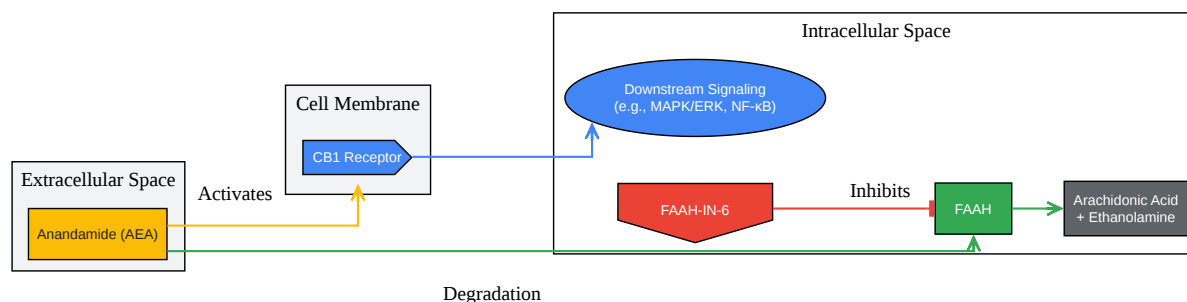 Intracellular Space
Downstream Signaling
(e.g., MAPK/ERK, NF-κB)
Cell Membrane
CB1 Receptor
Extracellular Space
Activates
Anandamide (AEA)
FAAH-IN-6
Inhibits
FAAH
Arachidonic Acid
+ Ethanolamine
Degradation